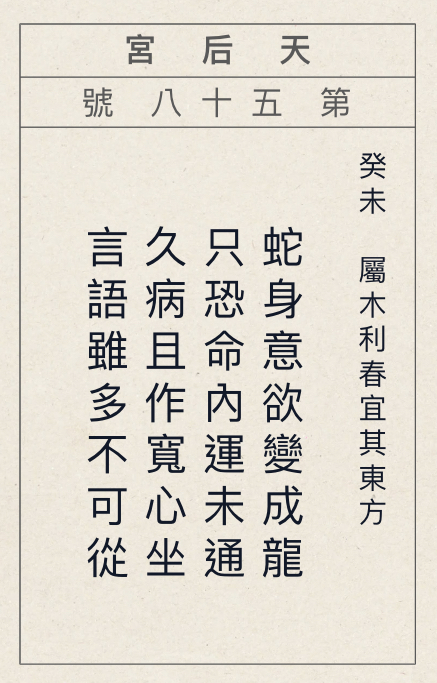 天后宮
第五十八號
癸未 屬木利春宜其東方
蛇身意欲變成龍
只恐命內運未通
久病且作寬心坐
言語雖多不可從